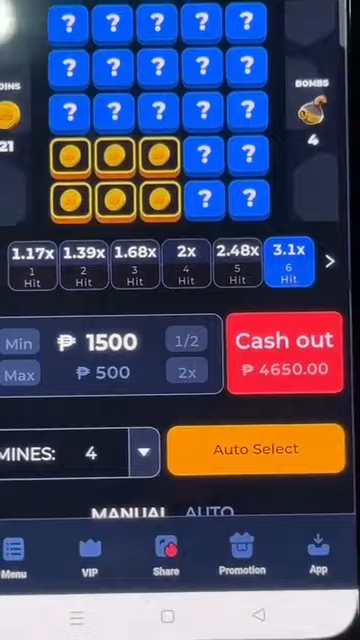 ? ? ? ? ?
? ? ? ? ?
OINS
BOMBS
? ? ? ? ?
21
4
? ?
? ?
1.17x 1.39x 1.68x 2x 2.48x 3.1x
1 2 3 4 5 6
Hit Hit Hit Hit Hit Hit
>
Min ₱ 1500 1/2
Max ₱ 500 2x
Cash out
₱ 4650.00
MINES: 4
Auto Select
MANUAL AUTO
Menu VIP Share Promotion App